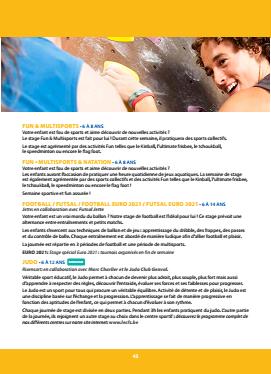 FUN & MULTISPORTS • 6 À 8 ANS
Votre enfant est fou de sports et aime découvrir de nouvelles activités ?
Le stage Fun & Multisports est fait pour lui ! Durant cette semaine, il pratiquera des sports collectifs.
Le stage est agrémenté par des activités Fun telles que le Kinball, l'ultimate frisbee, le tchoukball,
le speedminton ou encore le flag foot.
FUN +MULTISPORTS & NATATION • 6 À 8 ANS
Votre enfant est fou de sports et aime découvrir de nouvelles activités ?
Les enfants auront l'occasion de pratiquer une heure quotidienne de jeux aquatiques. La semaine de stage
est également agrémentée par des sports collectifs et des activités Fun telles que le Kinball, l'ultimate frisbee,
le tchoukball, le speedminton ou encore le flag foot !
Semaine sportive et fun assurée !
FOOTBALL / FUTSAL / FOOTBALL EURO 2021 / FUTSAL EURO 2021 • 6 À 14 ANS
Jettes en collaboration avec Futsal Jette
Votre enfant est un vrai mordu du ballon ? Notre stage de football est l'idéal pour lui ! Ce stage prévoit une
alternance entre entraînements et petits matchs.
Les enfants s'exercent aux techniques de ballon et de jeu : apprentissage du dribble, des frappes, des passes
et du contrôle de balle. Chaque entraînement est abordé de manière ludique afin d'allier football et plaisir.
La journée est répartie en 3 périodes de football et une période de multisports.
EURO 2021: Stage spécial Euro 2021 : tournois organisés en fin de semaine
JUDO • 6 À 12 ANS
Rixensart: en collaboration avec Marc Chartier et le Judo Club Genval.
Véritable sport éducatif, le judo permet à chacun de devenir plus adroit, plus souple, plus fort mais aussi
d'apprendre à respecter des règles, découvrir l'entraide, évaluer ses forces et ses faiblesses pour progresser.
Le Judo est un sport pour tous qui procure un véritable équilibre. Activité de détente et de plaisir, le Judo est
une discipline basée sur l'échange et la progression. L'apprentissage se fait de manière progressive en
fonction des aptitudes de l'enfant, ce qui permet à chacun d'évoluer à son rythme.
Chaque journée de stage est divisée en deux parties. Pendant 3h les enfants pratiquent du judo. L'autre partie
de la journée, ils rejoignent un autre stage au choix dans le centre sportif : découvrez le programme complet de
nos différents centres sur notre site internet